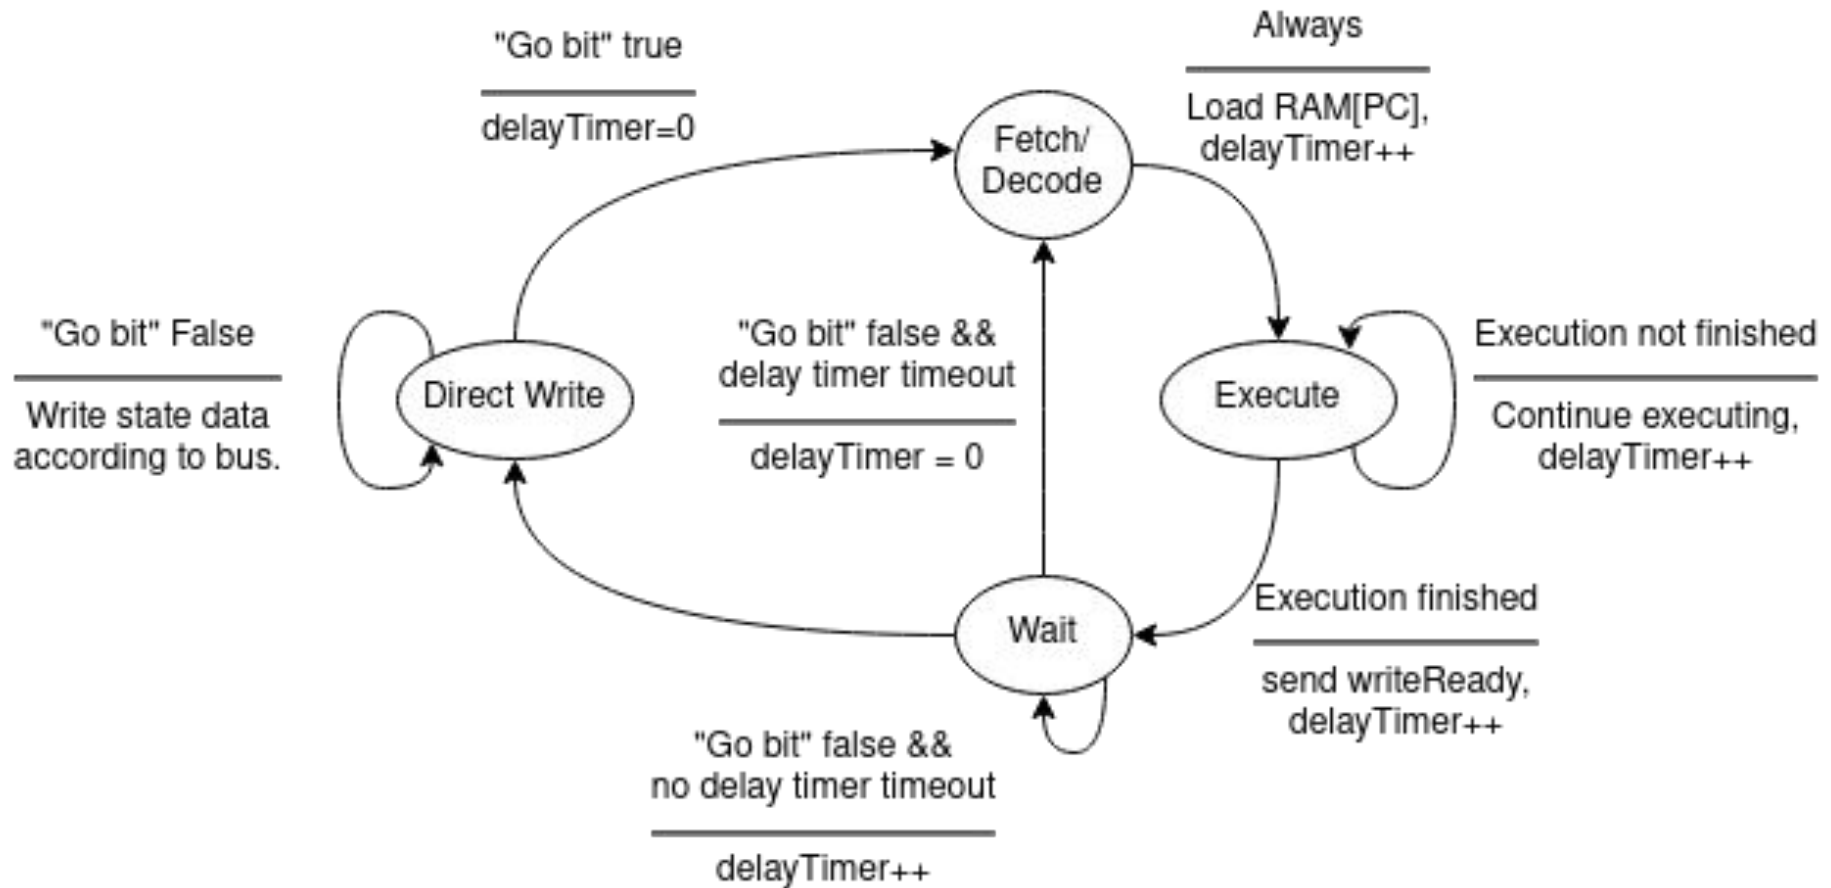 "Go bit" true
delayTimer=0
Always
Load RAM[PC],
delayTimer++
Fetch/
Decode
"Go bit" False
Write state data
according to bus.
Direct Write
"Go bit" false &&
delay timer timeout
delayTimer = 0
Execute
Execution not finished
Continue executing,
delayTimer++
Wait
Execution finished
send writeReady,
delayTimer++
"Go bit" false &&
no delay timer timeout
delayTimer++